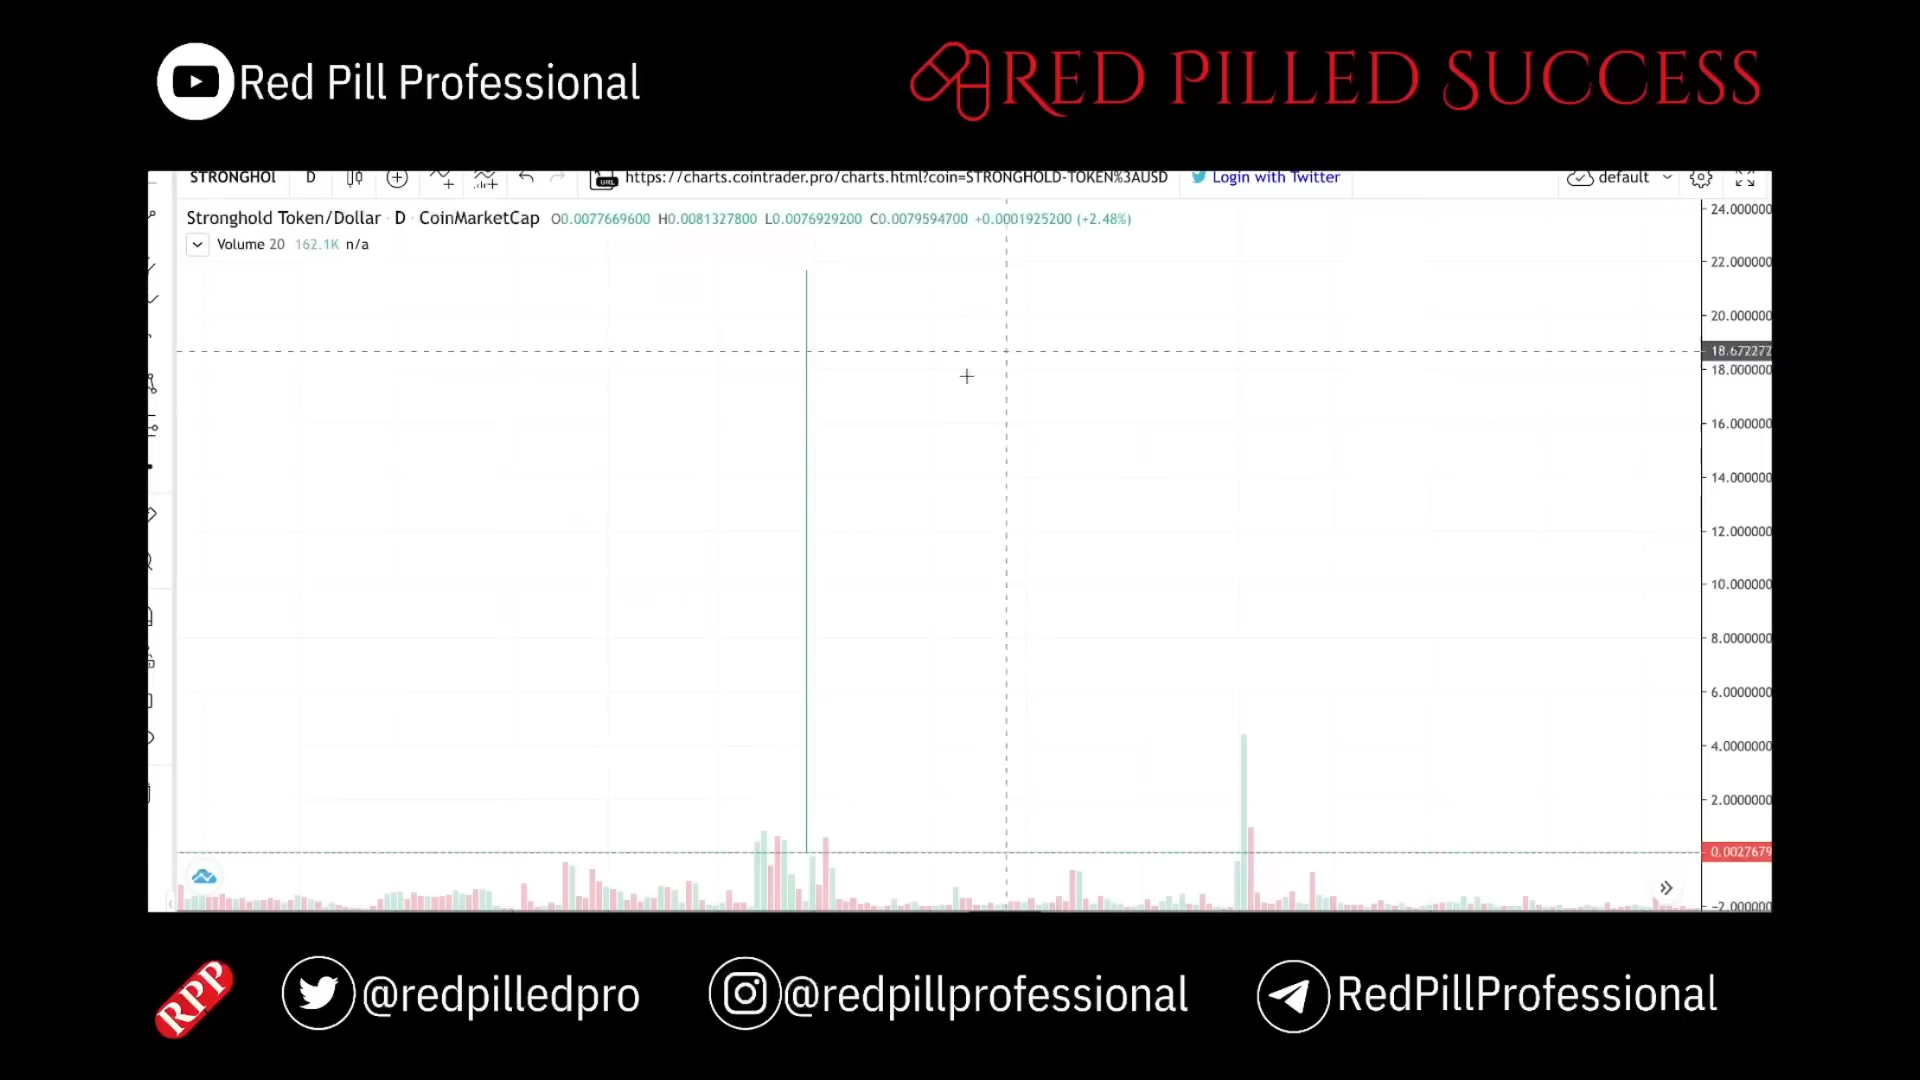 Red Pill Professional
RED PILLED SUCCESS
STRONGHOL D https://charts.cointrader.pro/charts.html?coin=STRONGHOLD-TOKEN%3AUSD Login with Twitter default
Stronghold Token/Dollar · D · CoinMarketCap O0.0077669600 H0.0081327800 L0.0076929200 C0.0079594700 +0.0001925200 (+2.48%)
Volume 20 162.1K n/a
24.000000
22.000000
20.000000
18.672272
18.000000
16.000000
14.000000
12.000000
10.000000
8.0000000
6.0000000
4.0000000
2.0000000
0.0027679
-2.000000
RPP @redpilledpro @redpillprofessional RedPillProfessional